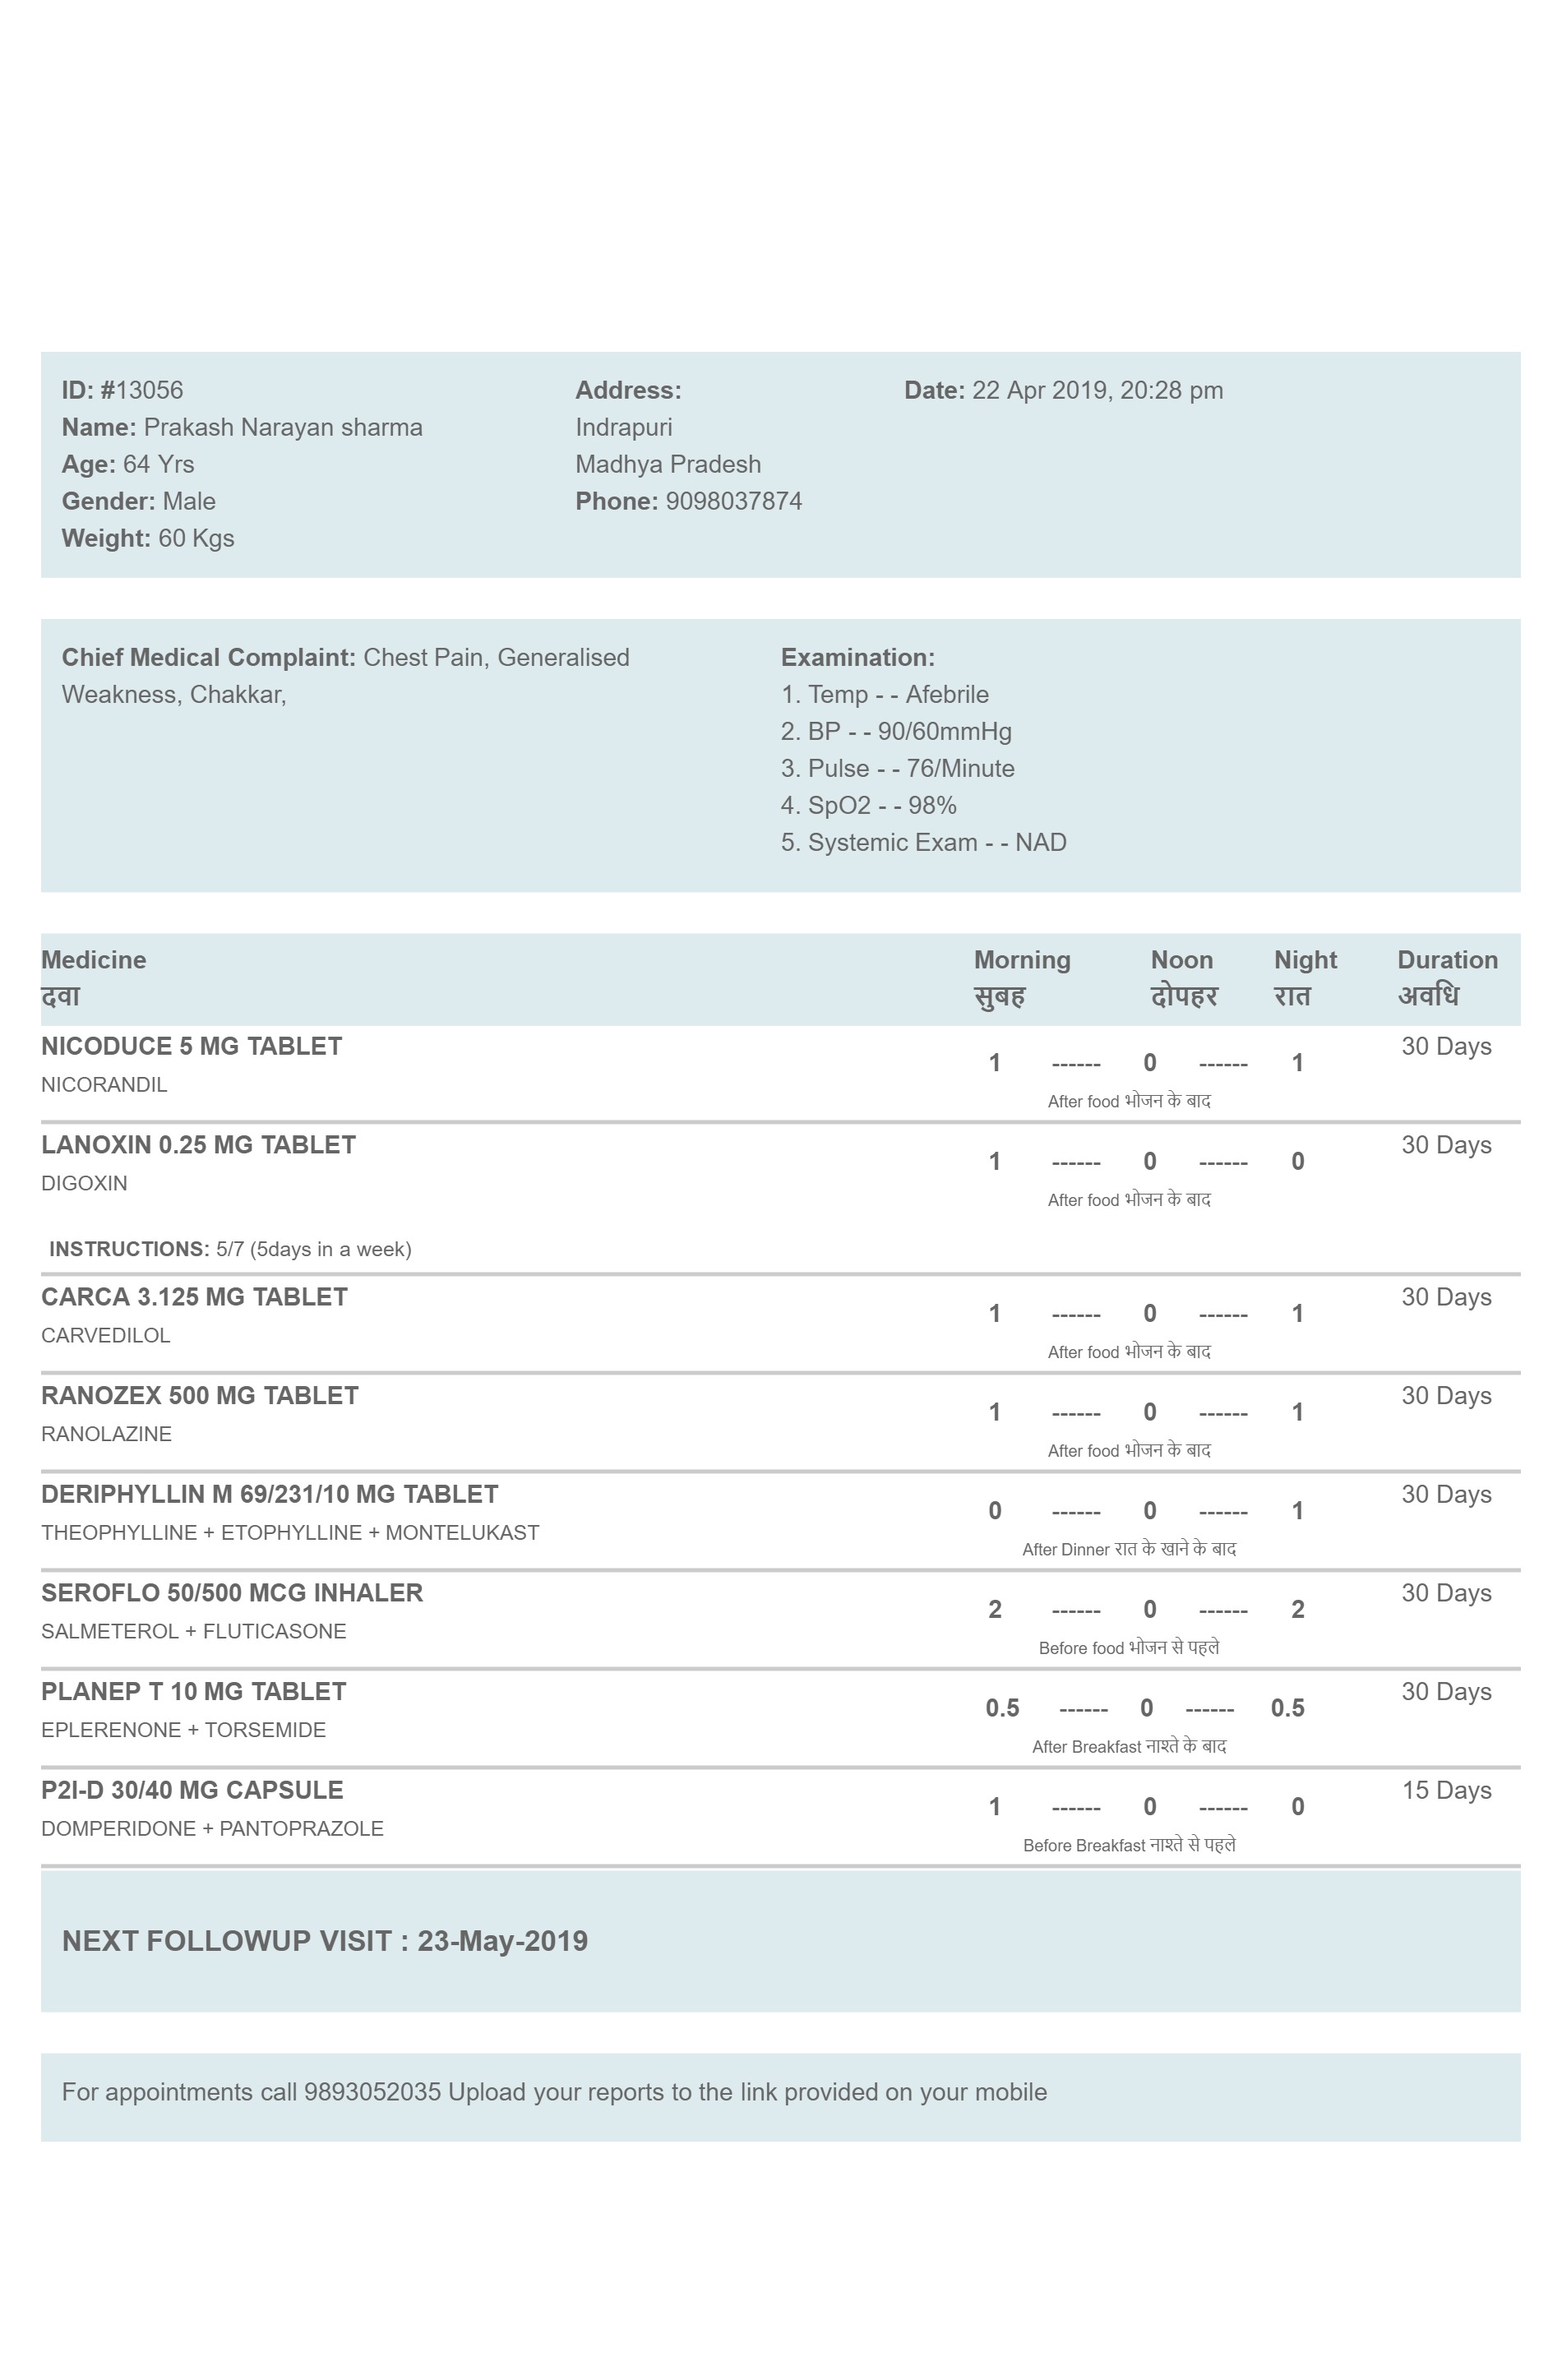 ID: #13056 Address: Date: 22 Apr 2019, 20:28 pm
Name: Prakash Narayan sharma Indrapuri
Age: 64 Yrs Madhya Pradesh
Gender: Male Phone: 9098037874
Weight: 60 Kgs
Chief Medical Complaint: Chest Pain, Generalised Examination:
Weakness, Chakkar, 1. Temp - - Afebrile
2. BP - - 90/60mmHg
3. Pulse - - 76/Minute
4. SpO2 - - 98%
5. Systemic Exam - - NAD
Medicine Morning Noon Night Duration
दवा सुबह दोपहर रात अवधि
NICODUCE 5 MG TABLET 1 ------ 0 ------ 1 30 Days
NICORANDIL After food भोजन के बाद
LANOXIN 0.25 MG TABLET 1 ------ 0 ------ 0 30 Days
DIGOXIN After food भोजन के बाद
INSTRUCTIONS: 5/7 (5days in a week)
CARCA 3.125 MG TABLET 1 ------ 0 ------ 1 30 Days
CARVEDILOL After food भोजन के बाद
RANOZEX 500 MG TABLET 1 ------ 0 ------ 1 30 Days
RANOLAZINE After food भोजन के बाद
DERIPHYLLIN M 69/231/10 MG TABLET 0 ------ 0 ------ 1 30 Days
THEOPHYLLINE + ETOPHYLLINE + MONTELUKAST After Dinner रात के खाने के बाद
SEROFLO 50/500 MCG INHALER 2 ------ 0 ------ 2 30 Days
SALMETEROL + FLUTICASONE Before food भोजन से पहले
PLANEP T 10 MG TABLET 0.5 ------ 0 ------ 0.5 30 Days
EPLERENONE + TORSEMIDE After Breakfast नाश्ते के बाद
P2I-D 30/40 MG CAPSULE 1 ------ 0 ------ 0 15 Days
DOMPERIDONE + PANTOPRAZOLE Before Breakfast नाश्ते से पहले
NEXT FOLLOWUP VISIT : 23-May-2019
For appointments call 9893052035 Upload your reports to the link provided on your mobile